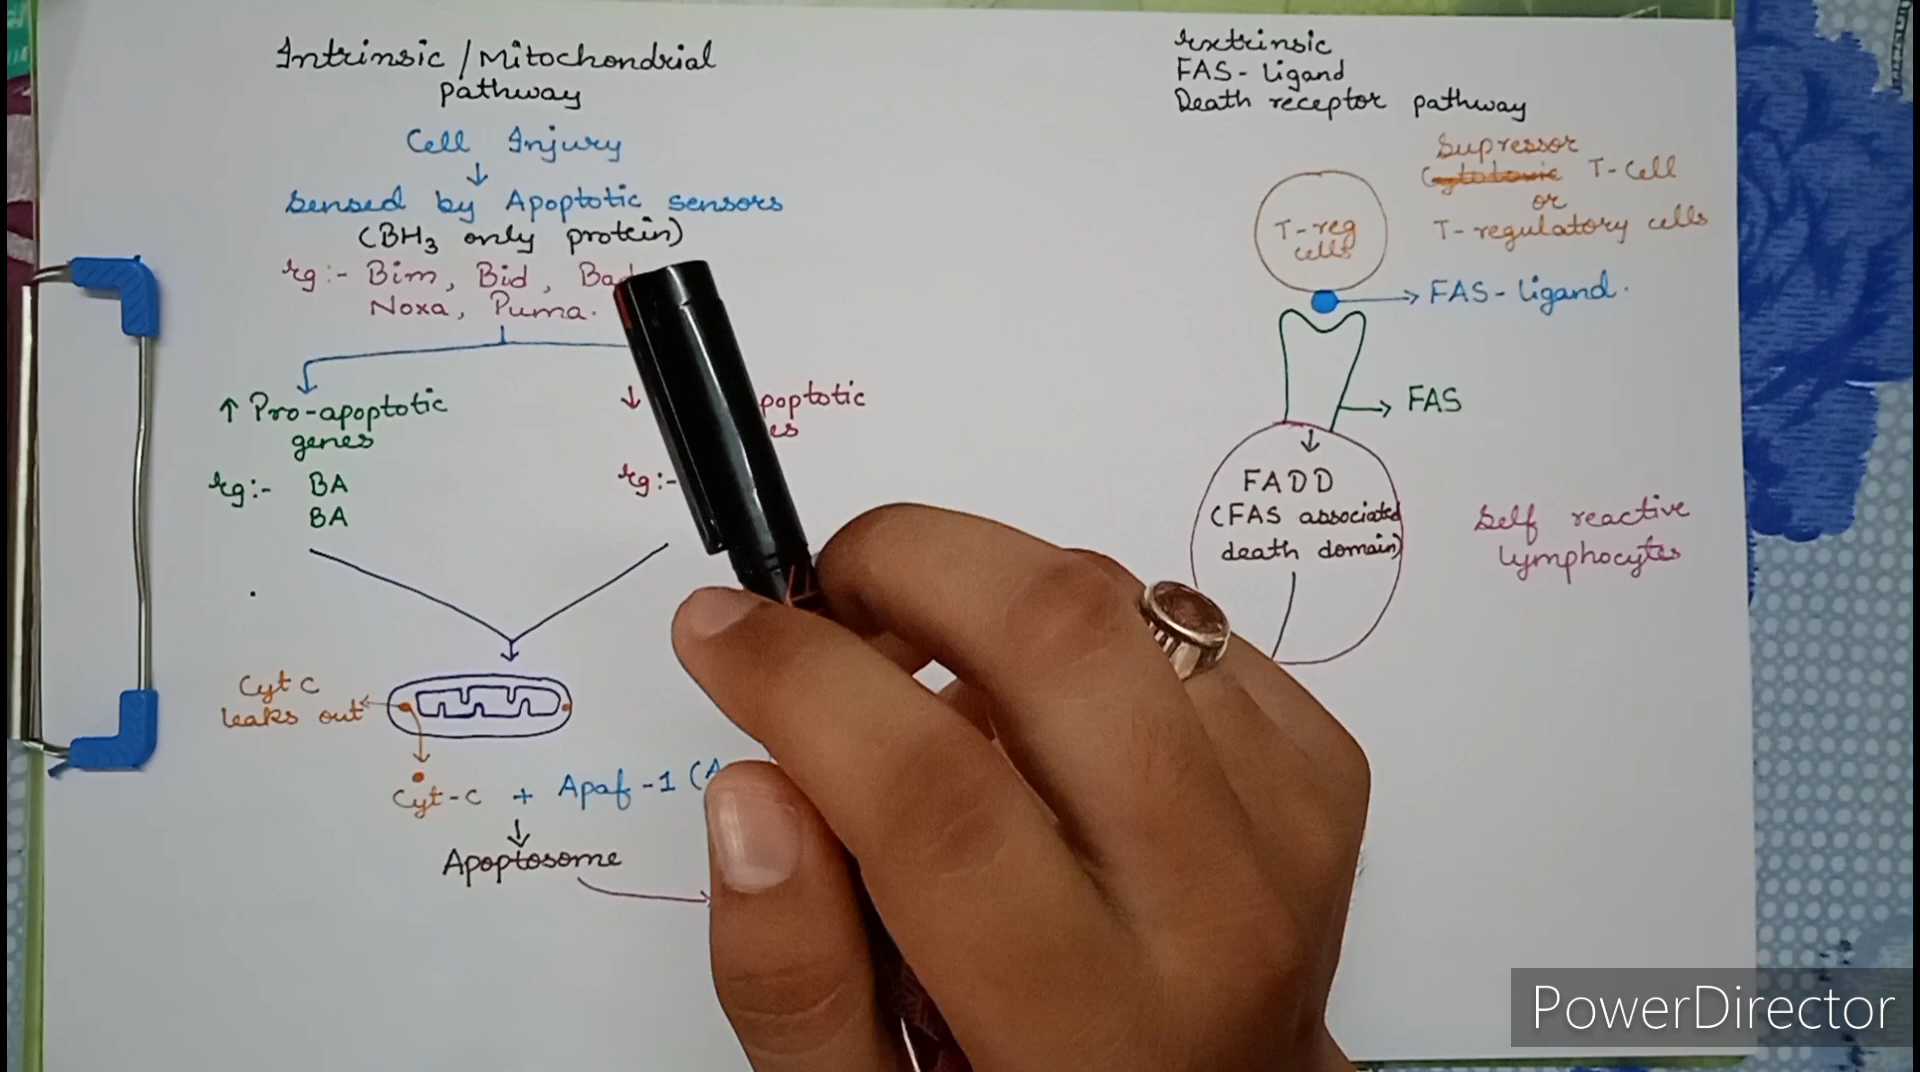 Intrinsic / Mitochondrial
pathway
Cell Injury
Sensed by Apoptotic sensors
(BH3 only protein)
Eg:- Bim, Bid, Bad
Noxa, Puma.
↑ Pro-apoptotic
genes
Eg:- BA
BA
↓ poptotic
es
Eg:-
Cyt C
leaks out
Cyt-c + Apaf-1 (A
Apoptosome
Extrinsic
FAS-Ligand
Death receptor pathway
Supressor
Cytotoxic T-Cell
or
T-regulatory cells
T-reg
cells
FAS-Ligand.
FAS
FADD
(FAS associated
death domain)
Self reactive
lymphocytes
PowerDirector